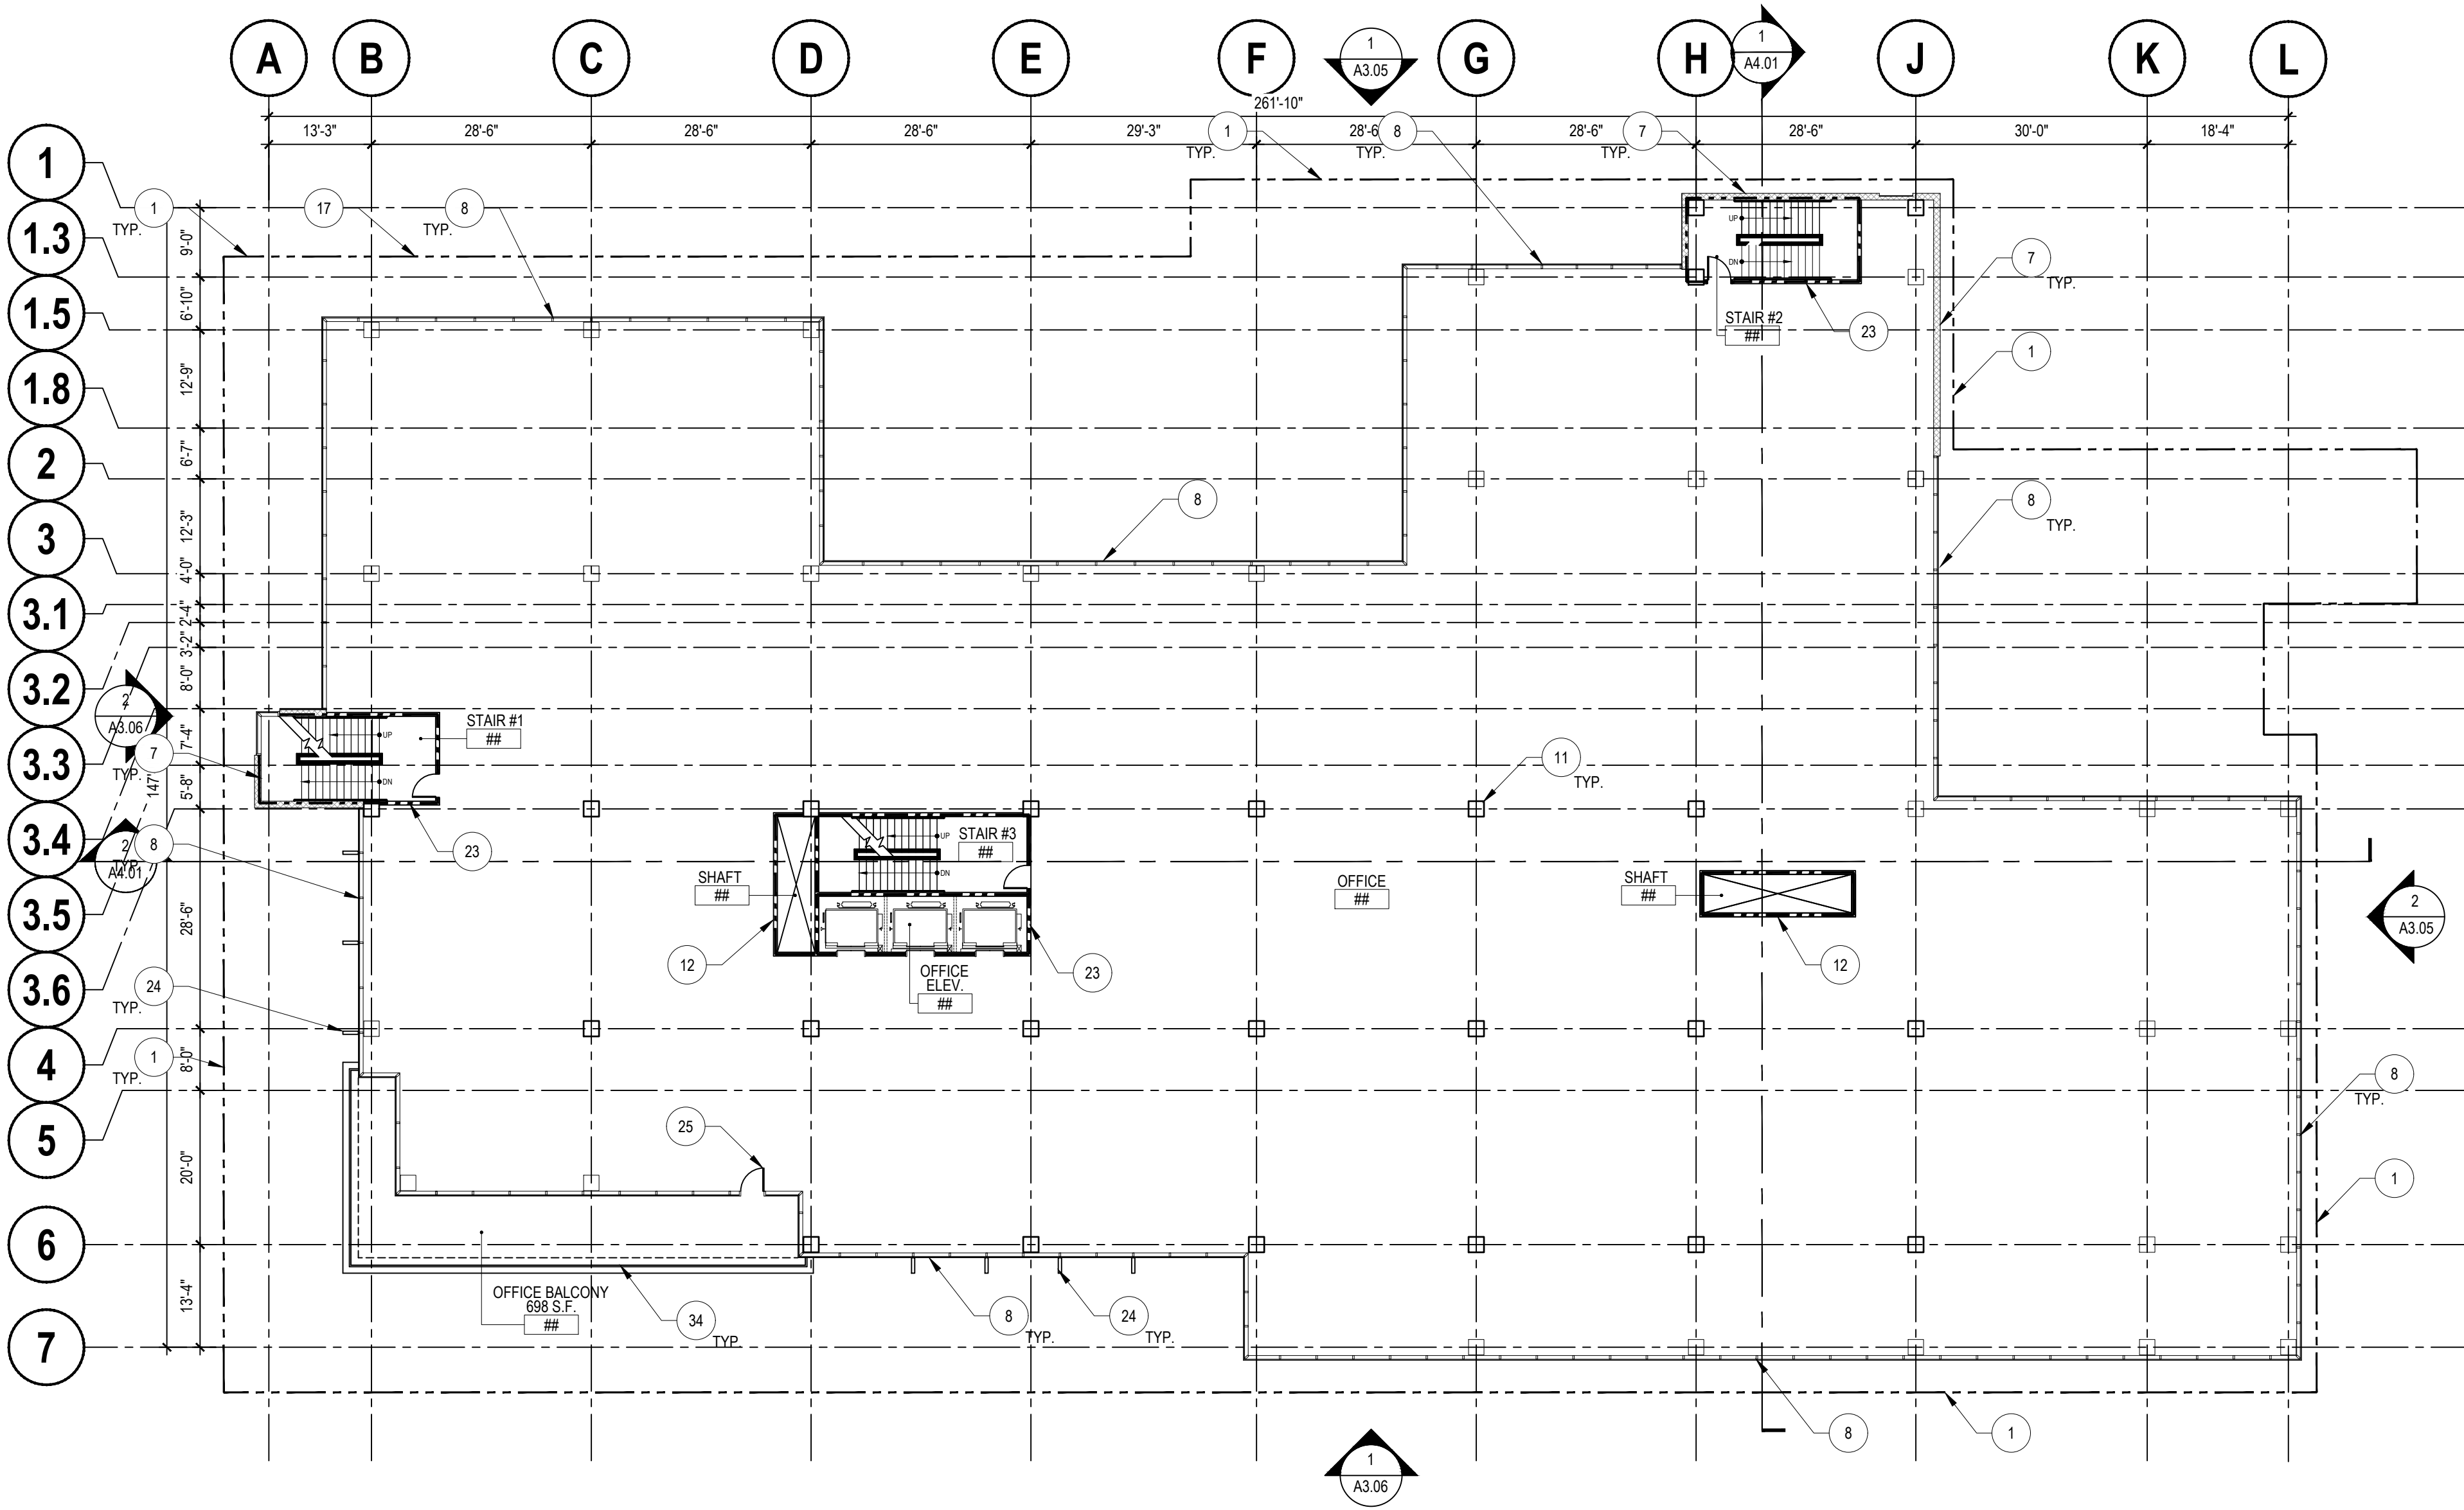 A B C D E F G H J K L
1
A3.05
1
A4.01
261'-10"
13'-3" 28'-6" 28'-6" 28'-6" 29'-3" 28'-6 28'-6" 28'-6" 30'-0" 18'-4"
1
TYP.
8
TYP.
7
TYP.
1
1.3
1.5
1.8
2
3
3.1
3.2
3.3
3.4
3.5
3.6
4
5
6
7
9'-0"
6'-10"
12'-9"
6'-7"
12'-3"
4'-0"
2'-4"
3'-2"
8'-0"
7'-4"
5'-8"
28'-6"
8'-0"
20'-0"
13'-4"
147'
1
TYP.
17
8
TYP.
UP
DN
STAIR #2
##
23
7
TYP.
1
8
8
TYP.
2
A3.06
7
TYP.
UP
DN
STAIR #1
##
23
11
TYP.
2
A4.01
8
TYP.
UP
DN
STAIR #3
##
SHAFT
##
12
OFFICE
ELEV.
##
23
OFFICE
##
SHAFT
##
12
2
A3.05
24
TYP.
1
TYP.
8
TYP.
25
1
OFFICE BALCONY
698 S.F.
##
34
TYP.
8
TYP.
24
TYP.
8
1
1
A3.06